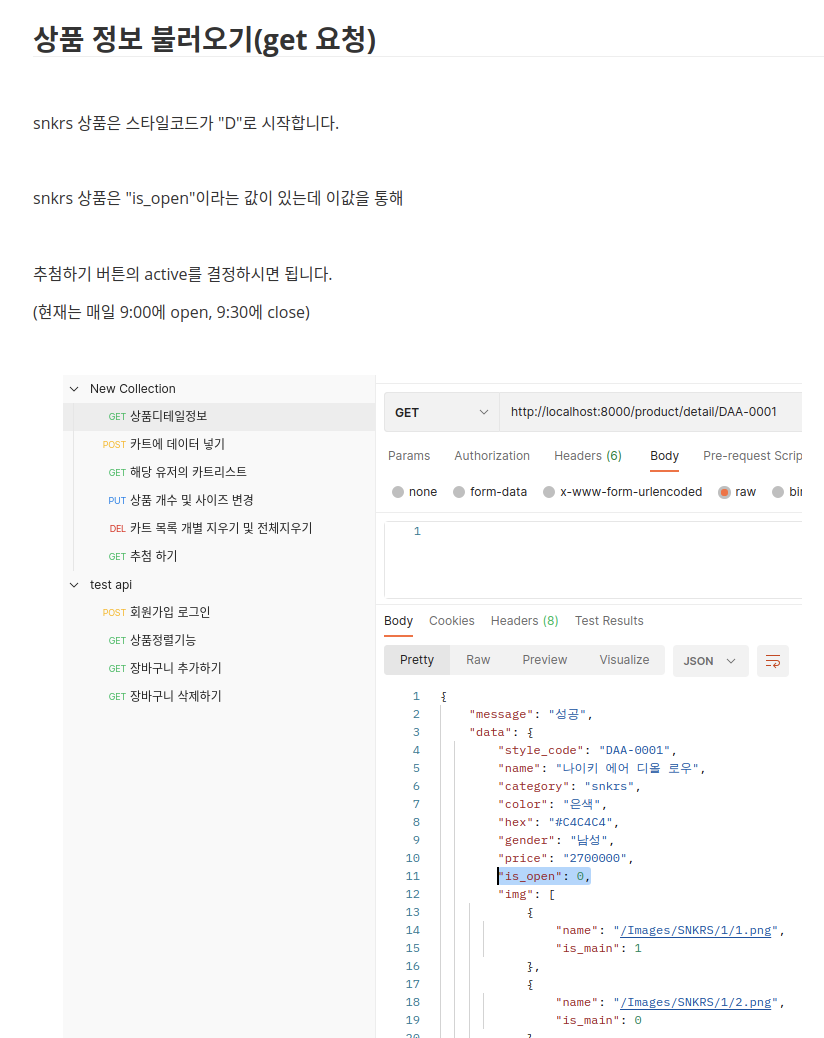 상품 정보 불러오기(get 요청)
snkrs 상품은 스타일코드가 "D"로 시작합니다.
snkrs 상품은 "is_open"이라는 값이 있는데 이값을 통해
추첨하기 버튼의 active를 결정하시면 됩니다.
(현재는 매일 9:00에 open, 9:30에 close)
New Collection
GET 상품디테일정보
POST 카트에 데이터 넣기
GET 해당 유저의 카트리스트
PUT 상품 개수 및 사이즈 변경
DEL 카트 목록 개별 지우기 및 전체지우기
GET 추첨 하기
test api
POST 회원가입 로그인
GET 상품정렬기능
GET 장바구니 추가하기
GET 장바구니 삭제하기
GET http://localhost:8000/product/detail/DAA-0001
Params Authorization Headers (6) Body Pre-request Scrip
none form-data x-www-form-urlencoded raw bin
1
Body Cookies Headers (8) Test Results
Pretty Raw Preview Visualize JSON
1 {
2 "message": "성공",
3 "data": {
4 "style_code": "DAA-0001",
5 "name": "나이키 에어 디올 로우",
6 "category": "snkrs",
7 "color": "은색",
8 "hex": "#C4C4C4",
9 "gender": "남성",
10 "price": "2700000",
11 "is_open": 0,
12 "img": [
13 {
14 "name": "/Images/SNKRS/1/1.png",
15 "is_main": 1
16 },
17 {
18 "name": "/Images/SNKRS/1/2.png",
19 "is_main": 0
20 }